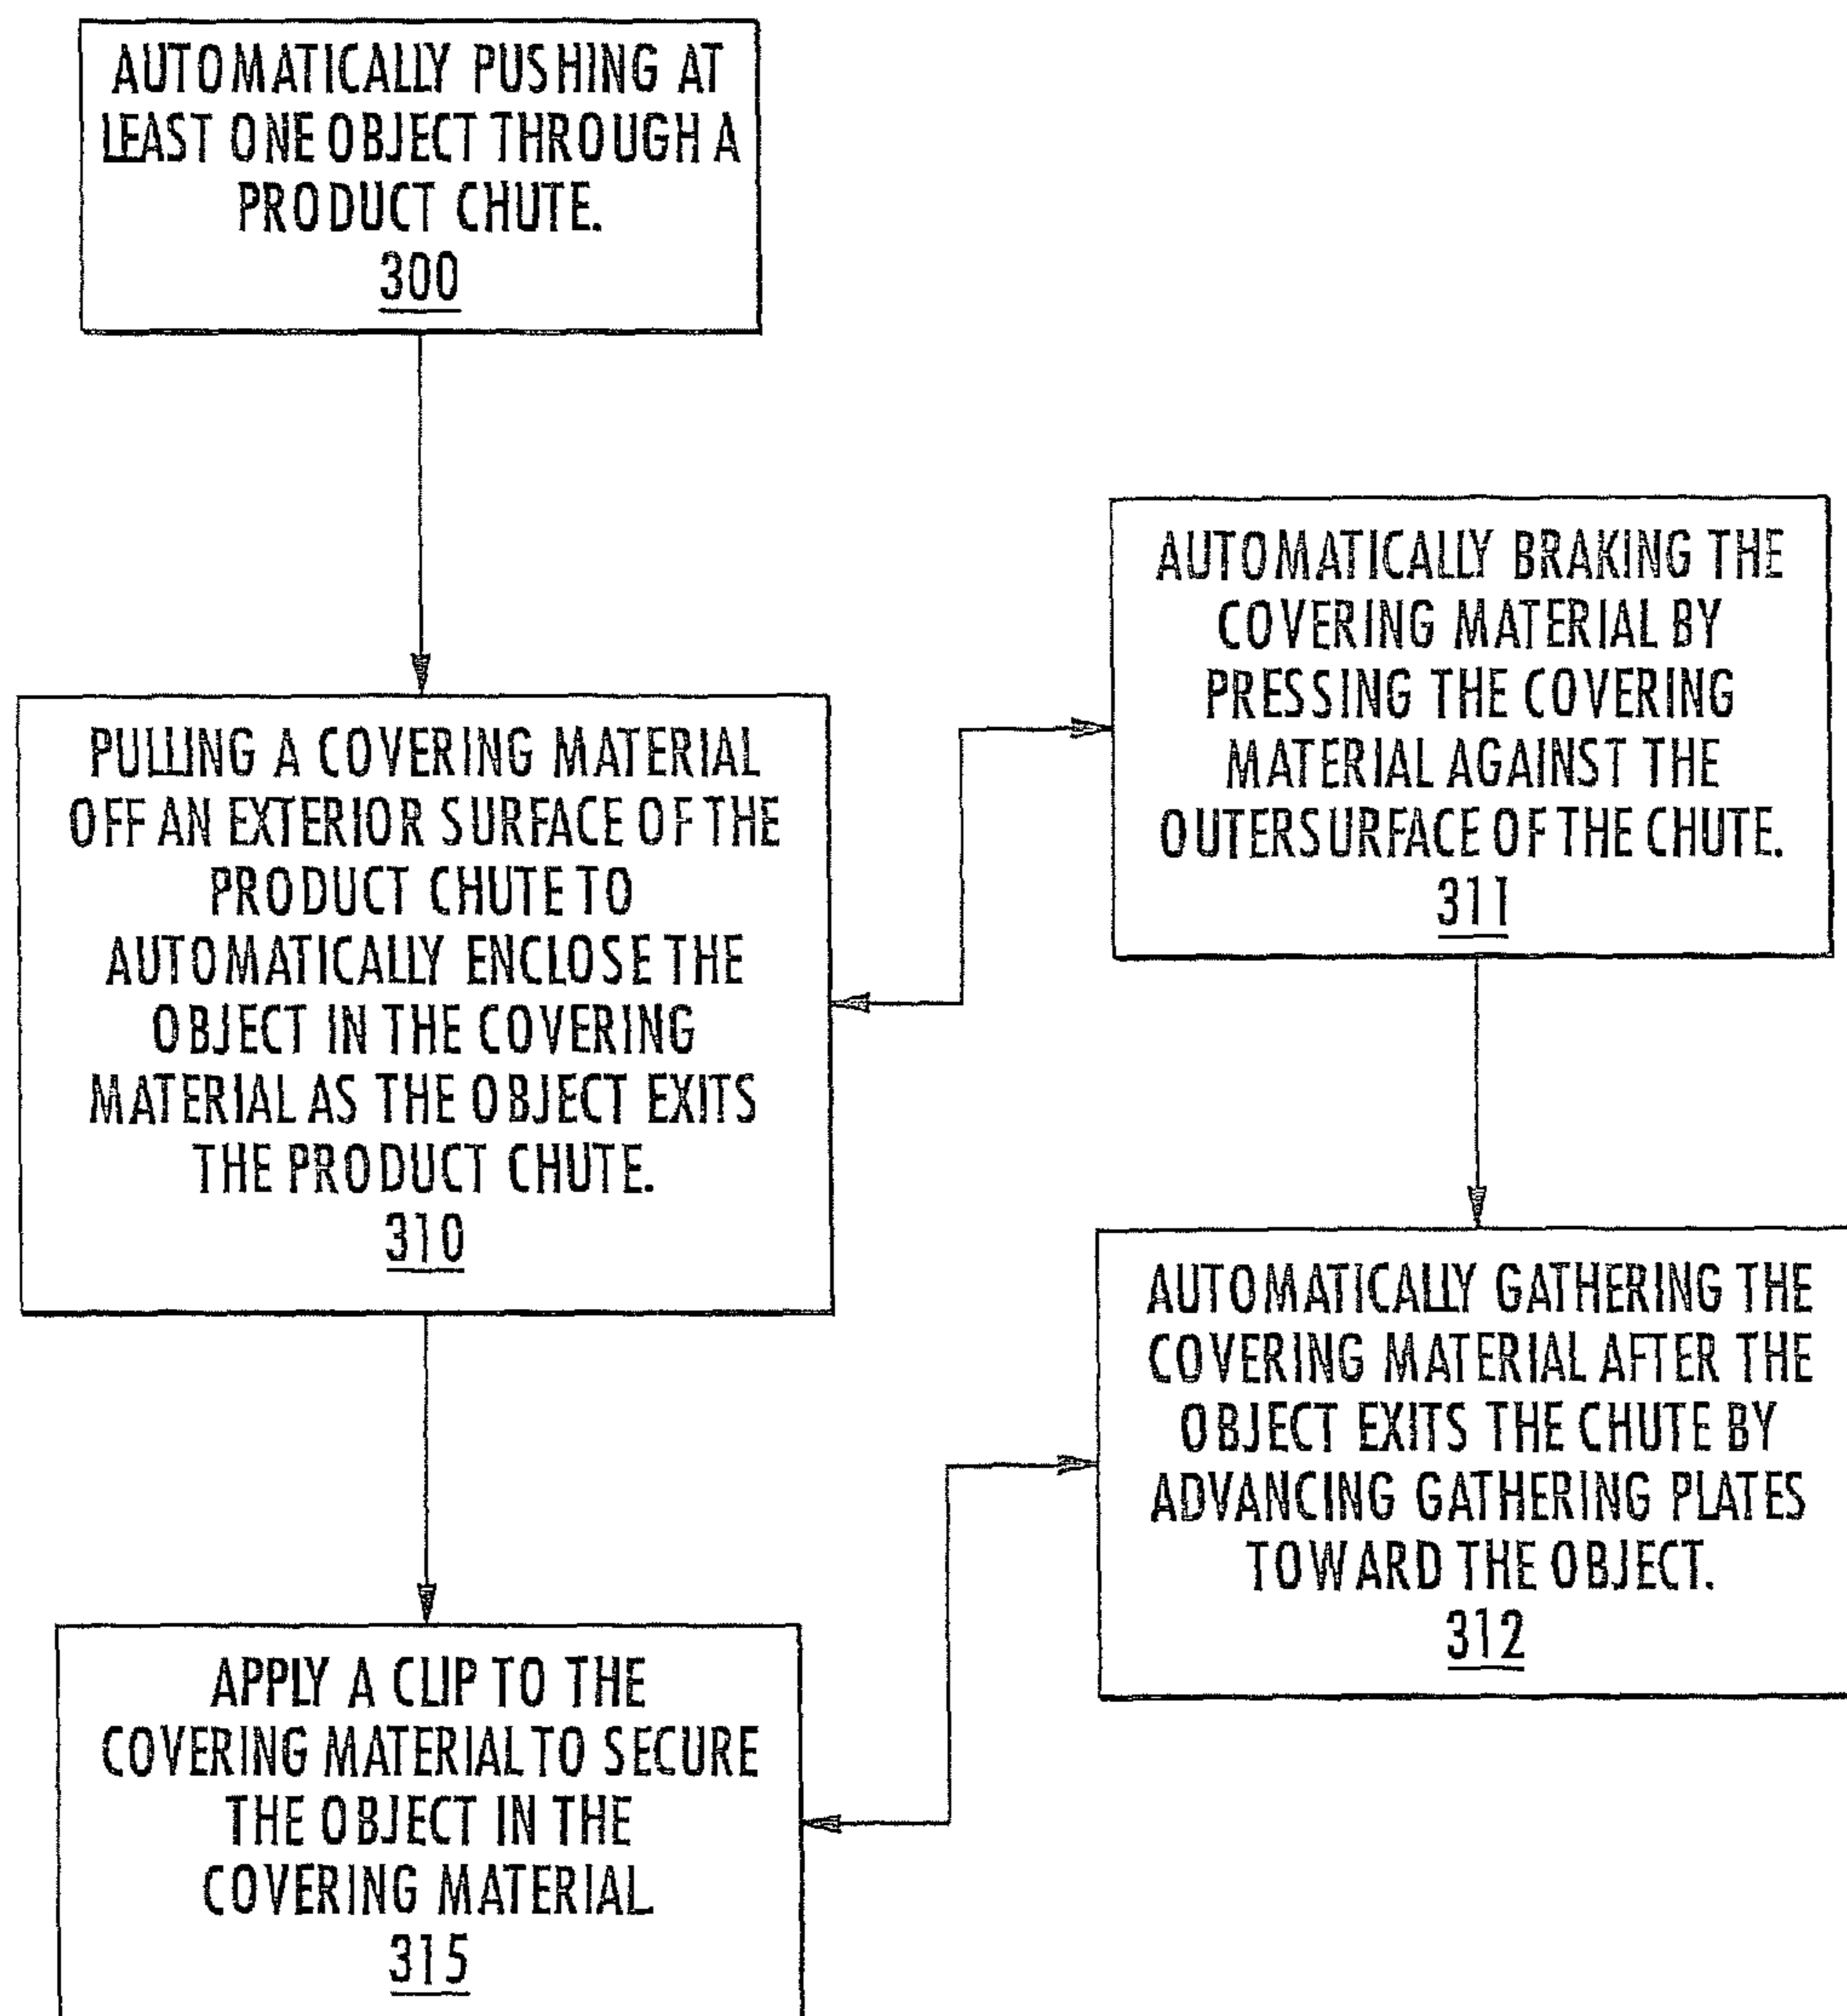 AUTOMATICALLY PUSHING AT
LEAST ONE OBJECT THROUGH A
PRODUCT CHUTE.
300
PULLING A COVERING MATERIAL
OFF AN EXTERIOR SURFACE OF THE
PRODUCT CHUTE TO
AUTOMATICALLY ENCLOSE THE
OBJECT IN THE COVERING
MATERIAL AS THE OBJECT EXITS
THE PRODUCT CHUTE.
310
AUTOMATICALLY BRAKING THE
COVERING MATERIAL BY
PRESSING THE COVERING
MATERIAL AGAINST THE
OUTERSURFACE OF THE CHUTE.
311
AUTOMATICALLY GATHERING THE
COVERING MATERIAL AFTER THE
OBJECT EXITS THE CHUTE BY
ADVANCING GATHERING PLATES
TOWARD THE OBJECT.
312
APPLY A CLIP TO THE
COVERING MATERIAL TO SECURE
THE OBJECT IN THE
COVERING MATERIAL.
315